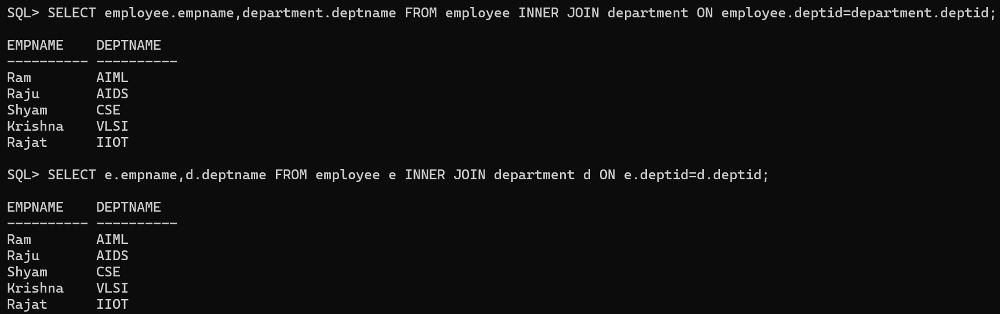 SQL> SELECT employee.empname,department.deptname FROM employee INNER JOIN department ON employee.deptid=department.deptid;
EMPNAME    DEPTNAME
---------- ----------
Ram        AIML
Raju       AIDS
Shyam      CSE
Krishna    VLSI
Rajat      IIOT
SQL> SELECT e.empname,d.deptname FROM employee e INNER JOIN department d ON e.deptid=d.deptid;
EMPNAME    DEPTNAME
---------- ----------
Ram        AIML
Raju       AIDS
Shyam      CSE
Krishna    VLSI
Rajat      IIOT